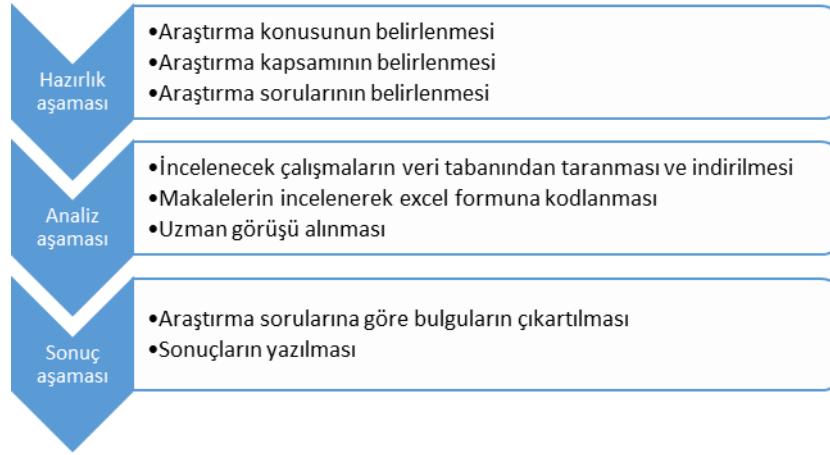 Hazırlık
aşaması
•Araştırma konusunun belirlenmesi
•Araştırma kapsamının belirlenmesi
•Araştırma sorularının belirlenmesi
Analiz
aşaması
•İncelenecek çalışmaların veri tabanından taranması ve indirilmesi
•Makalelerin incelenerek excel formuna kodlanması
•Uzman görüşü alınması
Sonuç
aşaması
•Araştırma sorularına göre bulguların çıkartılması
•Sonuçların yazılması